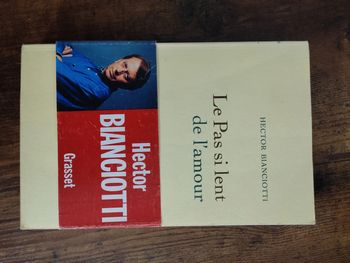 HECTOR BIANCIOTTI
Le Pas si lent
de l'amour
Hector
BIANCIOTTI
Grasset